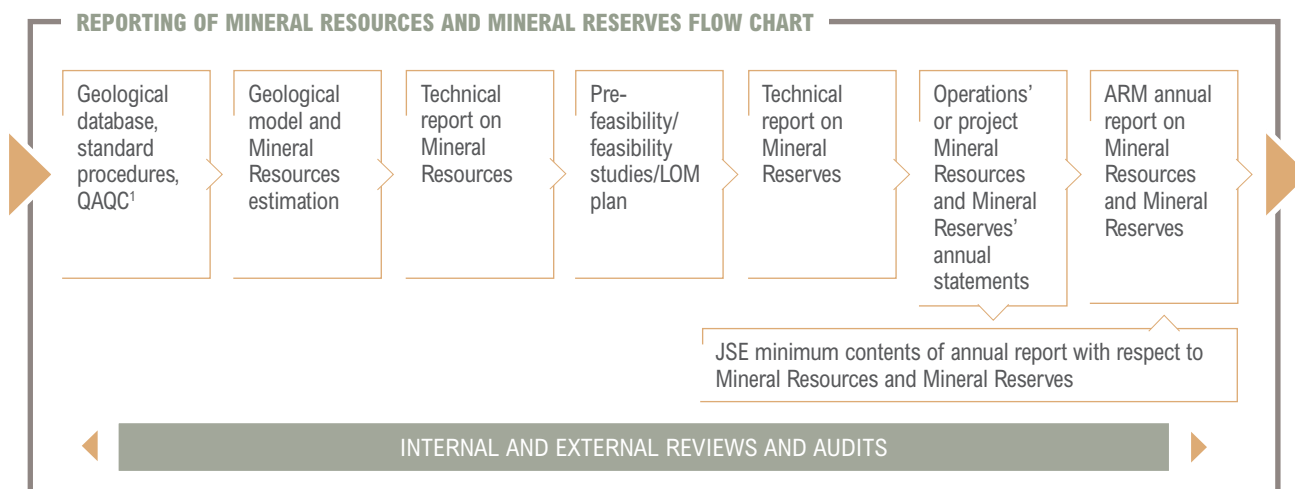 REPORTING OF MINERAL RESOURCES AND MINERAL RESERVES FLOW CHART
Geological
database,
standard
procedures,
QAQC¹
Geological
model and
Mineral
Resources
estimation
Technical
report on
Mineral
Resources
Pre-
feasibility/
feasibility
studies/LOM
plan
Technical
report on
Mineral
Reserves
Operations’
or project
Mineral
Resources
and Mineral
Reserves’
annual
statements
ARM annual
report on
Mineral
Resources
and Mineral
Reserves
JSE minimum contents of annual report with respect to
Mineral Resources and Mineral Reserves
INTERNAL AND EXTERNAL REVIEWS AND AUDITS